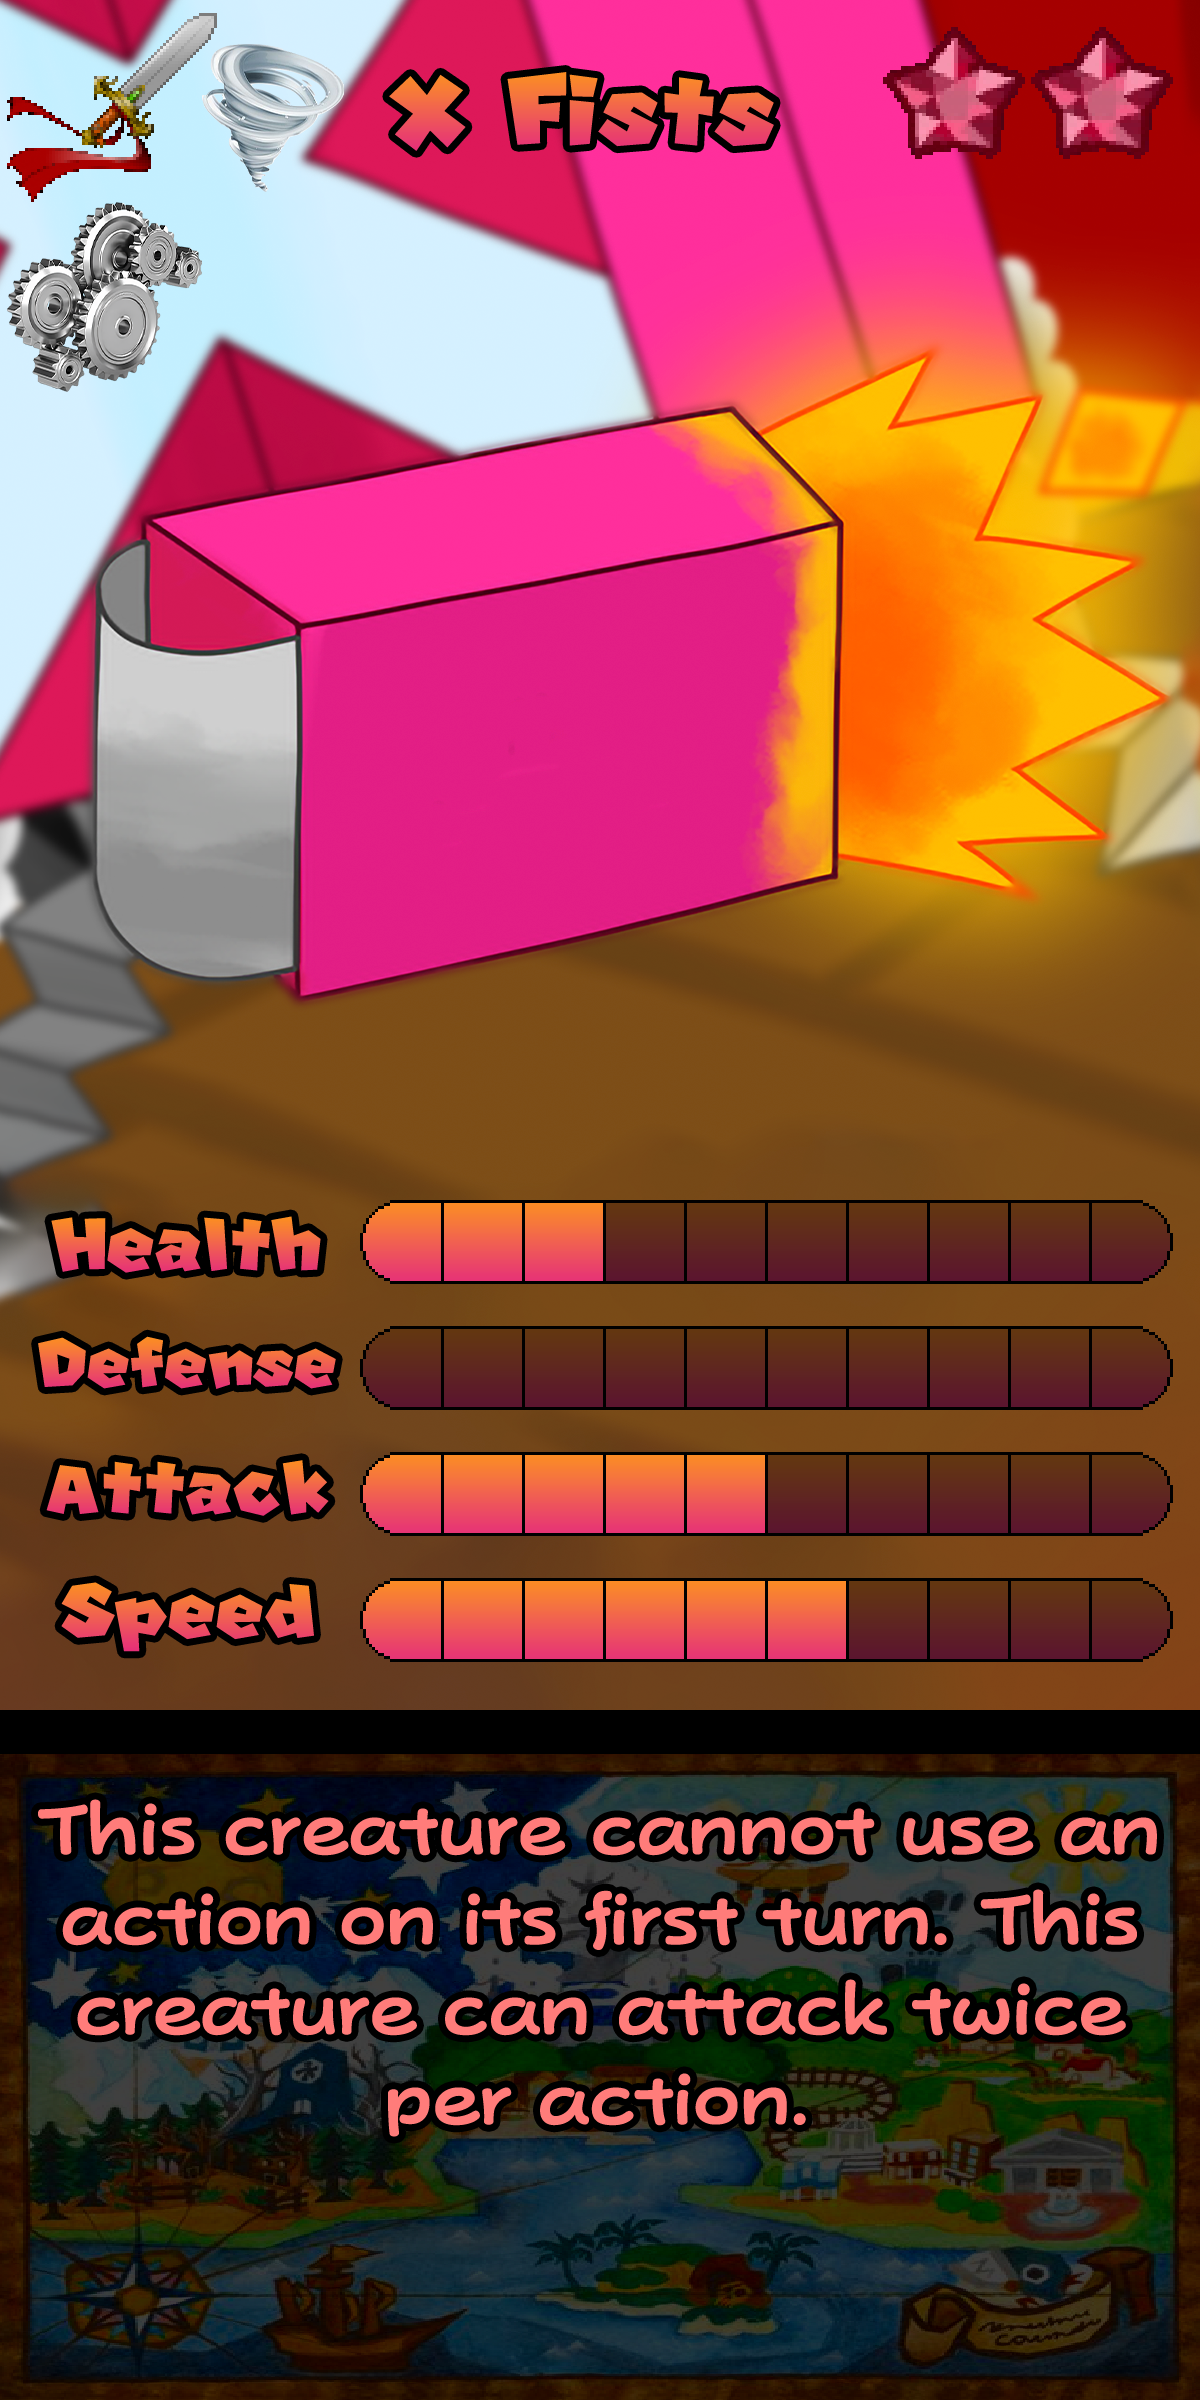 X Fists
Health
Defense
Attack
Speed
This creature cannot use an
action on its first turn. This
creature can attack twice
per action.